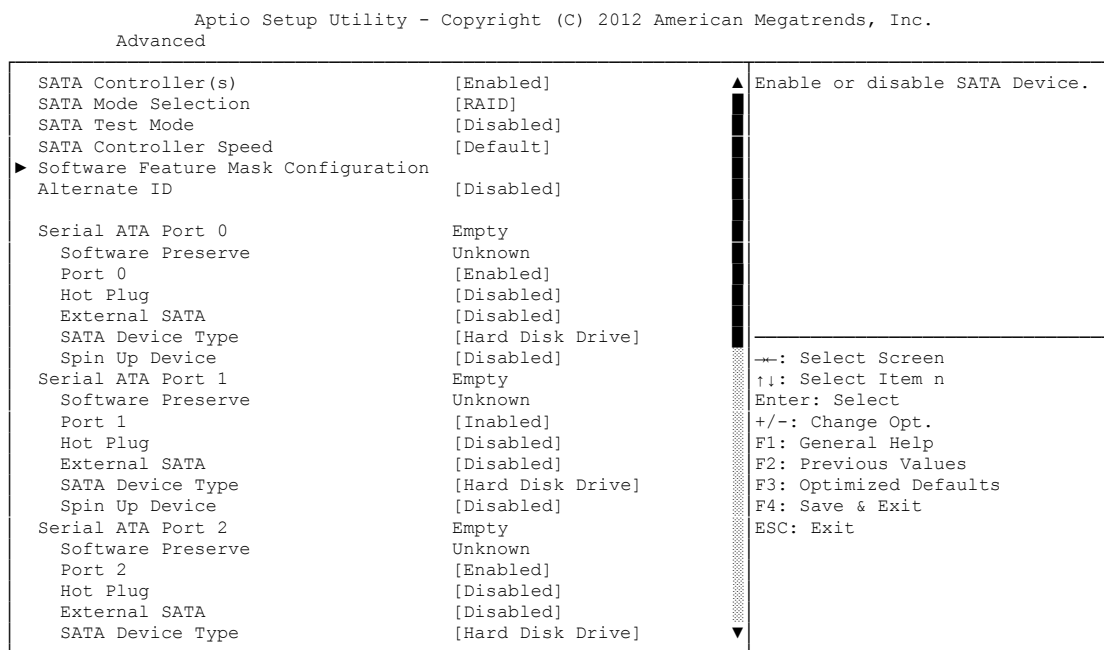 Aptio Setup Utility - Copyright (C) 2012 American Megatrends, Inc.
Advanced
SATA Controller(s) [Enabled]
SATA Mode Selection [RAID]
SATA Test Mode [Disabled]
SATA Controller Speed [Default]
► Software Feature Mask Configuration
Alternate ID [Disabled]
Serial ATA Port 0 Empty
Software Preserve Unknown
Port 0 [Enabled]
Hot Plug [Disabled]
External SATA [Disabled]
SATA Device Type [Hard Disk Drive]
Spin Up Device [Disabled]
Serial ATA Port 1 Empty
Software Preserve Unknown
Port 1 [Inabled]
Hot Plug [Disabled]
External SATA [Disabled]
SATA Device Type [Hard Disk Drive]
Spin Up Device [Disabled]
Serial ATA Port 2 Empty
Software Preserve Unknown
Port 2 [Enabled]
Hot Plug [Disabled]
External SATA [Disabled]
SATA Device Type [Hard Disk Drive]
Enable or disable SATA Device.
→←: Select Screen
↑↓: Select Item n
Enter: Select
+/-: Change Opt.
F1: General Help
F2: Previous Values
F3: Optimized Defaults
F4: Save & Exit
ESC: Exit